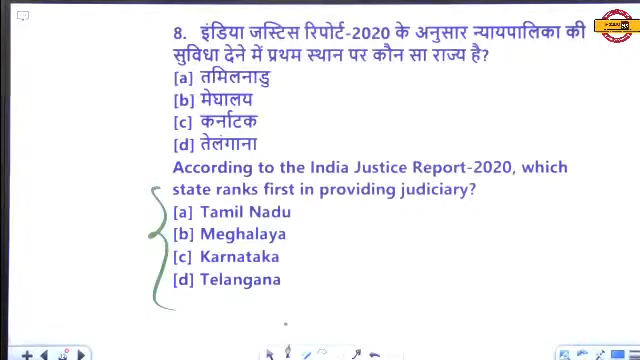 8. इंडिया जस्टिस रिपोर्ट-2020 के अनुसार न्यायपालिका की
सुविधा देने में प्रथम स्थान पर कौन सा राज्य है?
[a] तमिलनाडु
[b] मेघालय
[c] कर्नाटक
[d] तेलंगाना
According to the India Justice Report-2020, which
state ranks first in providing judiciary?
[a] Tamil Nadu
[b] Meghalaya
[c] Karnataka
[d] Telangana